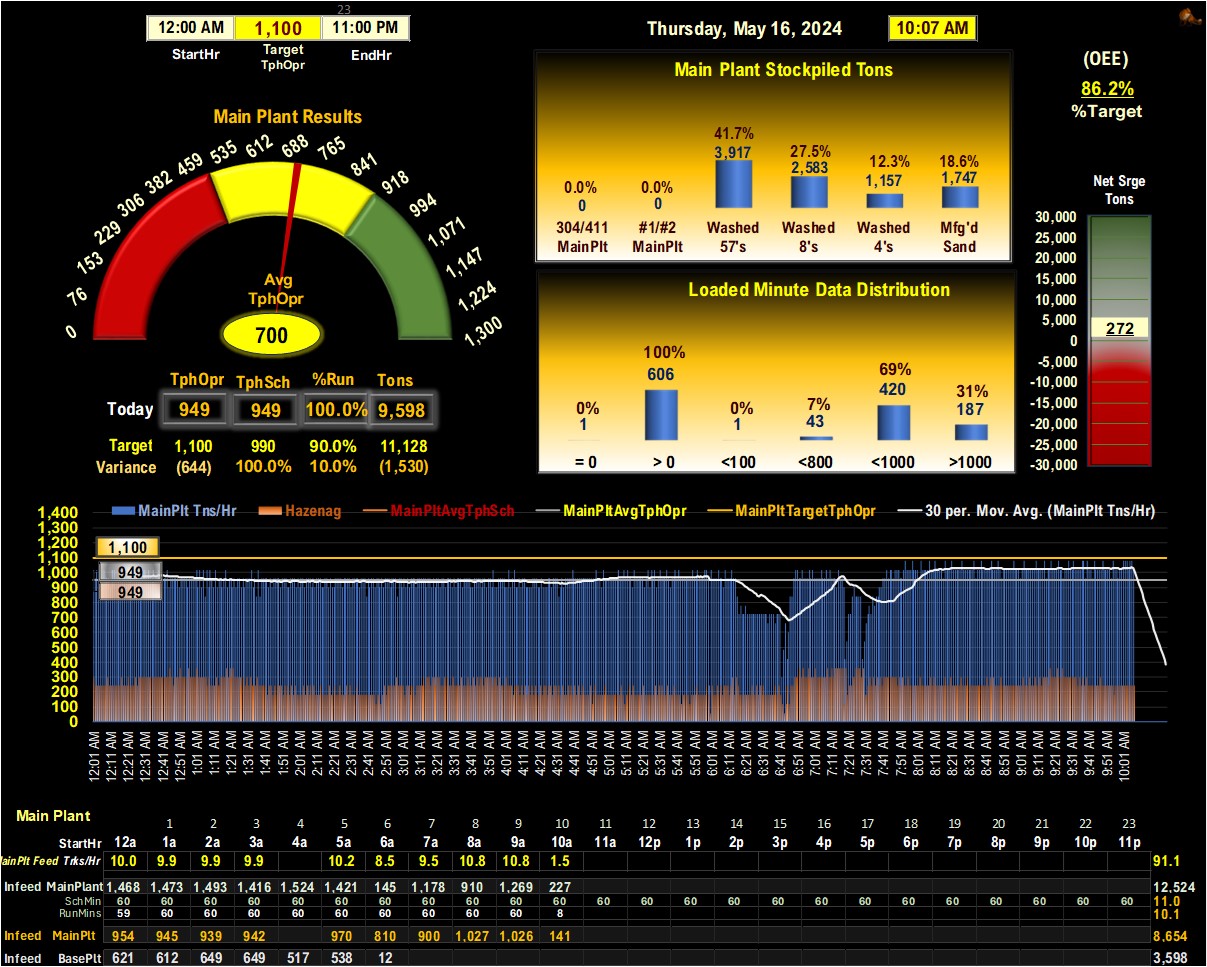 23
12:00 AM 1,100 11:00 PM
StartHr Target TphOpr EndHr
Thursday, May 16, 2024 10:07 AM
(OEE)
86.2%
%Target
Main Plant Results
0 76 153 229 306 382 459 535 612 688 765 841 918 994 1,071 1,147 1,224 1,300
Avg
TphOpr
700
TphOpr TphSch %Run Tons
Today 949 949 100.0% 9,598
Target 1,100 990 90.0% 11,128
Variance (644) 100.0% 10.0% (1,530)
Main Plant Stockpiled Tons
0.0% 0.0% 41.7% 27.5% 12.3% 18.6%
0 0 3,917 2,583 1,157 1,747
304/411 #1/#2 Washed Washed Washed Mfg'd
MainPlt MainPlt 57's 8's 4's Sand
Loaded Minute Data Distribution
0% 100% 0% 7% 69% 31%
1 606 1 43 420 187
= 0 > 0 <100 <800 <1000 >1000
Net Srge
Tons
30,000
25,000
20,000
15,000
10,000
5,000
272
0
-5,000
-10,000
-15,000
-20,000
-25,000
-30,000
MainPlt Tns/Hr Hazenag MainPltAvgTphSch MainPltAvgTphOpr MainPltTargetTphOpr 30 per. Mov. Avg. (MainPlt Tns/Hr)
1,400
1,300
1,200
1,100
1,000
900
800
700
600
500
400
300
200
100
0
1,100
949
949
12:01 AM 12:11 AM 12:21 AM 12:31 AM 12:41 AM 12:51 AM 1:01 AM 1:11 AM 1:21 AM 1:31 AM 1:41 AM 1:51 AM 2:01 AM 2:11 AM 2:21 AM 2:31 AM 2:41 AM 2:51 AM 3:01 AM 3:11 AM 3:21 AM 3:31 AM 3:41 AM 3:51 AM 4:01 AM 4:11 AM 4:21 AM 4:31 AM 4:41 AM 4:51 AM 5:01 AM 5:11 AM 5:21 AM 5:31 AM 5:41 AM 5:51 AM 6:01 AM 6:11 AM 6:21 AM 6:31 AM 6:41 AM 6:51 AM 7:01 AM 7:11 AM 7:21 AM 7:31 AM 7:41 AM 7:51 AM 8:01 AM 8:11 AM 8:21 AM 8:31 AM 8:41 AM 8:51 AM 9:01 AM 9:11 AM 9:21 AM 9:31 AM 9:41 AM 9:51 AM 10:01 AM
Main Plant
1 2 3 4 5 6 7 8 9 10 11 12 13 14 15 16 17 18 19 20 21 22 23
StartHr 12a 1a 2a 3a 4a 5a 6a 7a 8a 9a 10a 11a 12p 1p 2p 3p 4p 5p 6p 7p 8p 9p 10p 11p
ainPlt Feed Trks/Hr 10.0 9.9 9.9 9.9 10.2 8.5 9.5 10.8 10.8 1.5 91.1
Infeed MainPlant 1,468 1,473 1,493 1,416 1,524 1,421 145 1,178 910 1,269 227 12,524
SchMin 60 60 60 60 60 60 60 60 60 60 60 60 60 60 60 60 60 60 60 60 60 60 60 60 11.0
RunMins 59 60 60 60 60 60 60 60 60 60 8 10.1
Infeed MainPlt 954 945 939 942 970 810 900 1,027 1,026 141 8,654
Infeed BasePlt 621 612 649 649 517 538 12 3,598